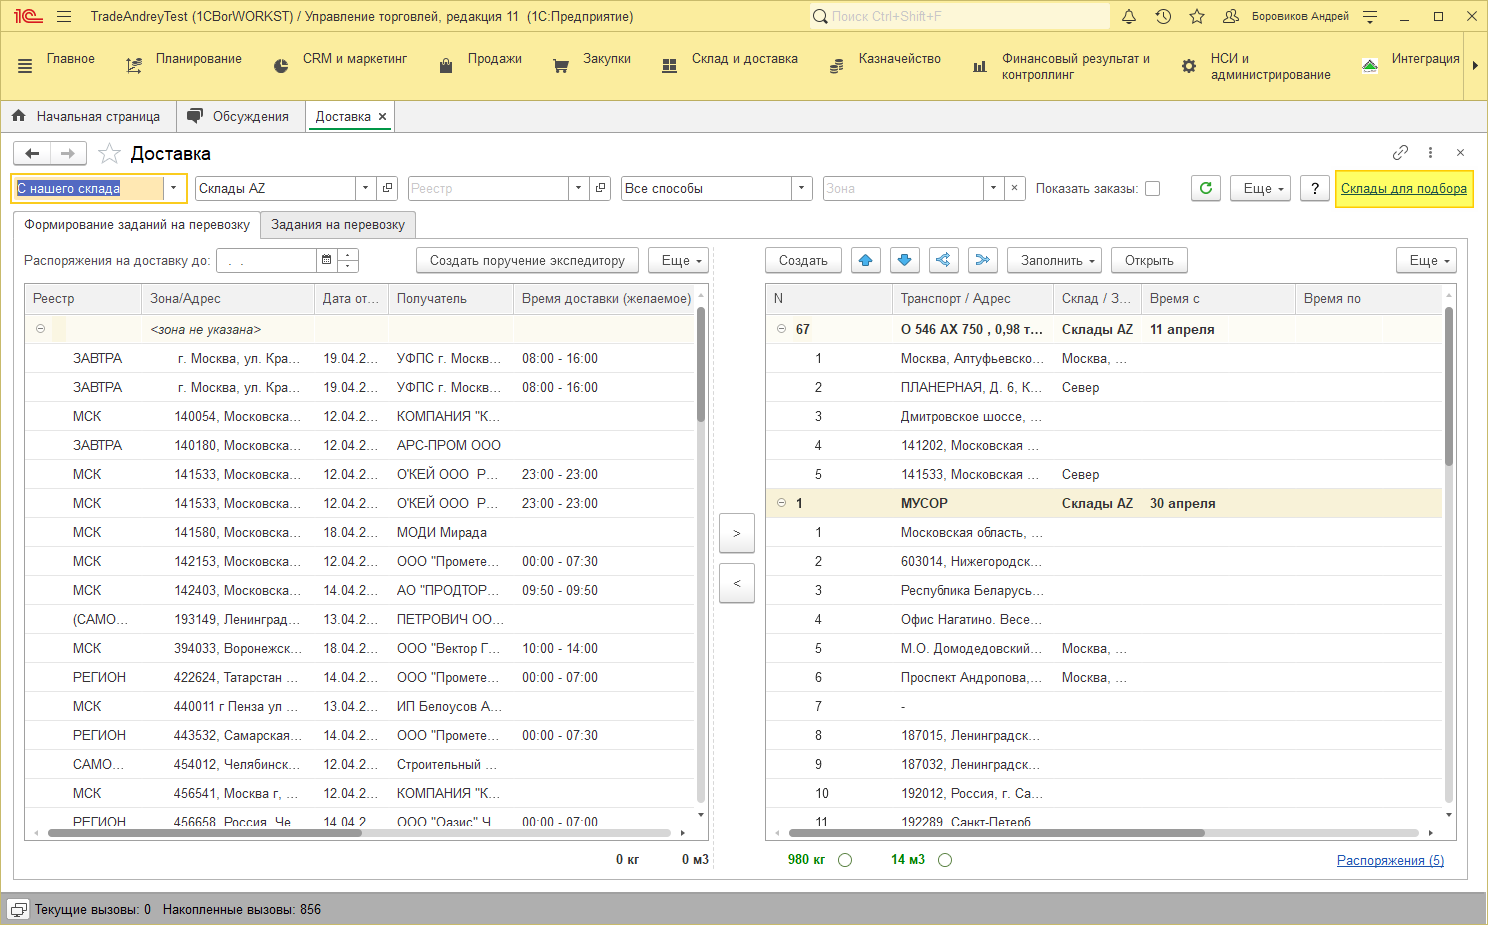 1С TradeAndreyTest (1CBorWORKST) / Управление торговлей, редакция 11 (1С:Предприятие) Поиск Ctrl+Shift+F Боровиков Андрей
Главное Планирование CRM и маркетинг Продажи Закупки Склад и доставка Казначейство Финансовый результат и контроллинг НСИ и администрирование Интеграция
Начальная страница Обсуждения Доставка ×
Доставка
С нашего склада Склады AZ Реестр Все способы Зона Показать заказы: Еще ? Склады для подбора
Формирование заданий на перевозку Задания на перевозку
Распоряжения на доставку до: . . Создать поручение экспедитору Еще
Реестр Зона/Адрес Дата от... Получатель Время доставки (желаемое)
<зона не указана>
ЗАВТРА г. Москва, ул. Кра... 19.04.2... УФПС г. Москв... 08:00 - 16:00
ЗАВТРА г. Москва, ул. Кра... 19.04.2... УФПС г. Москв... 08:00 - 16:00
МСК 140054, Московска... 12.04.2... КОМПАНИЯ "К...
ЗАВТРА 140180, Московска... 12.04.2... АРС-ПРОМ ООО
МСК 141533, Московска... 12.04.2... О'КЕЙ ООО Р... 23:00 - 23:00
МСК 141533, Московска... 12.04.2... О'КЕЙ ООО Р... 23:00 - 23:00
МСК 141580, Московска... 18.04.2... МОДИ Мирада
МСК 142153, Московска... 12.04.2... ООО "Промете... 00:00 - 07:30
МСК 142403, Московска... 14.04.2... АО "ПРОДТОР... 09:50 - 09:50
(САМО... 193149, Ленинград... 13.04.2... ПЕТРОВИЧ ОО...
МСК 394033, Воронежск... 18.04.2... ООО "Вектор Г... 10:00 - 14:00
РЕГИОН 422624, Татарстан ... 14.04.2... ООО "Промете... 00:00 - 07:00
МСК 440011 г Пенза ул ... 13.04.2... ИП Белоусов А...
РЕГИОН 443532, Самарская... 14.04.2... ООО "Промете... 00:00 - 07:30
САМО... 454012, Челябинск... 12.04.2... Строительный ...
МСК 456541, Москва г, ... 12.04.2... КОМПАНИЯ "К...
РЕГИОН 456658, Россия, Че... 14.04.2... ООО "Оазис" Ч... 00:00 - 07:00
0 кг 0 м3
>
<
Создать Заполнить Открыть Еще
N Транспорт / Адрес Склад / З... Время с Время по
67 О 546 АХ 750 , 0,98 т... Склады AZ 11 апреля
1 Москва, Алтуфьевско... Москва, ...
2 ПЛАНЕРНАЯ, Д. 6, К... Север
3 Дмитровское шоссе, ...
4 141202, Московская ...
5 141533, Московская ... Север
1 МУСОР Склады AZ 30 апреля
1 Московская область, ...
2 603014, Нижегородск...
3 Республика Беларусь...
4 Офис Нагатино. Весе...
5 М.О. Домодедовский... Москва, ...
6 Проспект Андропова,... Москва, ...
7 -
8 187015, Ленинградск...
9 187032, Ленинградск...
10 192012, Россия, г. Са...
11 192289, Санкт-Петерб...
980 кг 14 м3 Распоряжения (5)
Текущие вызовы: 0 Накопленные вызовы: 856